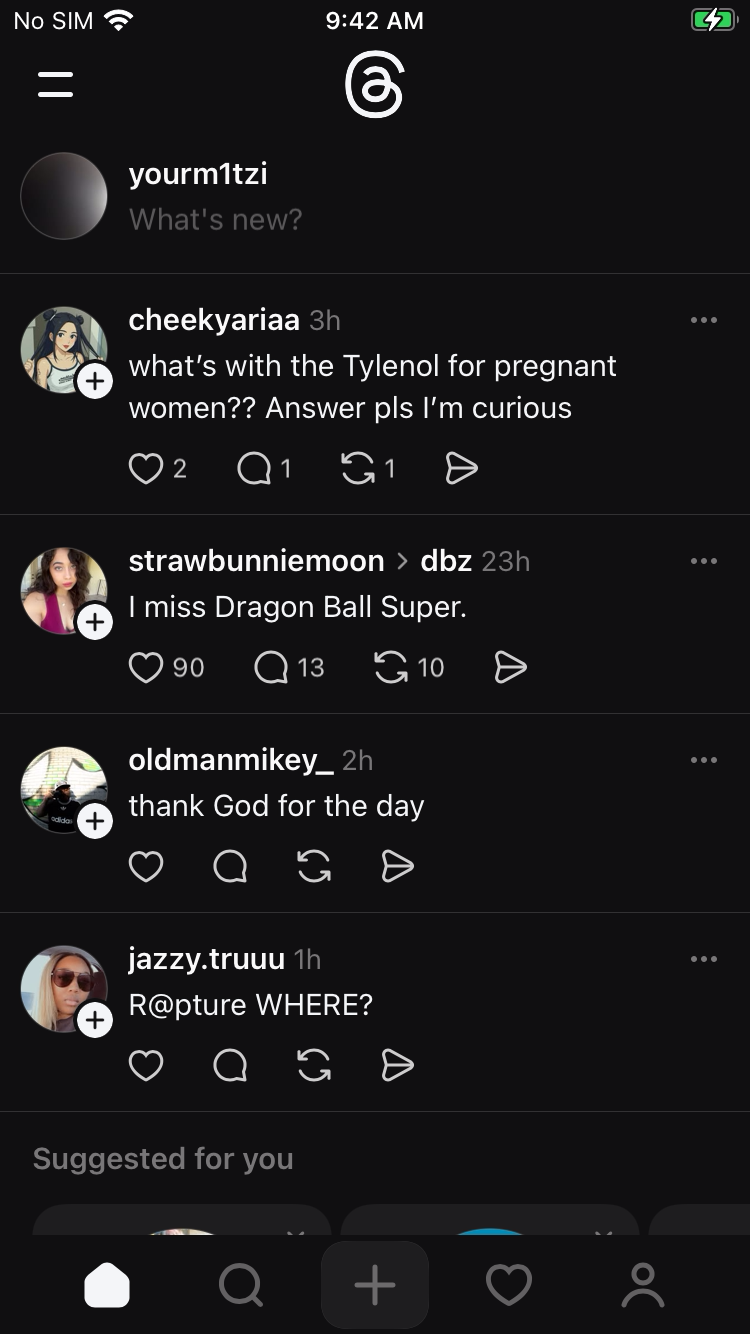 No SIM 9:42 AM
yourm1tzi
What's new?
cheekyariaa 3h
what’s with the Tylenol for pregnant
women?? Answer pls I’m curious
2 1 1
strawbunniemoon > dbz 23h
I miss Dragon Ball Super.
90 13 10
oldmanmikey_ 2h
thank God for the day
adidas
jazzy.truuu 1h
R@pture WHERE?
Suggested for you